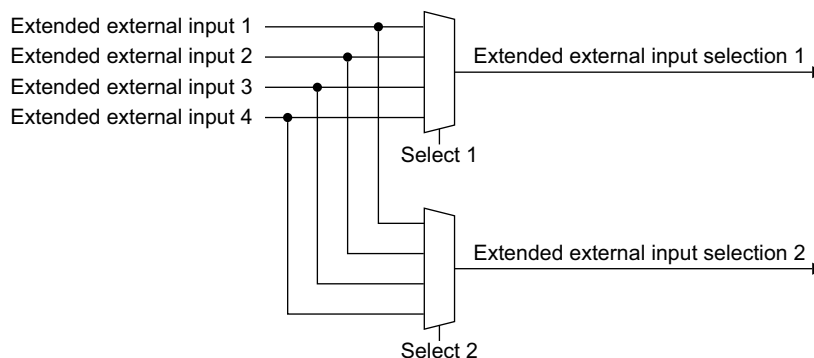 Extended external input 1
Extended external input 2
Extended external input 3
Extended external input 4
Extended external input selection 1
Select 1
Extended external input selection 2
Select 2